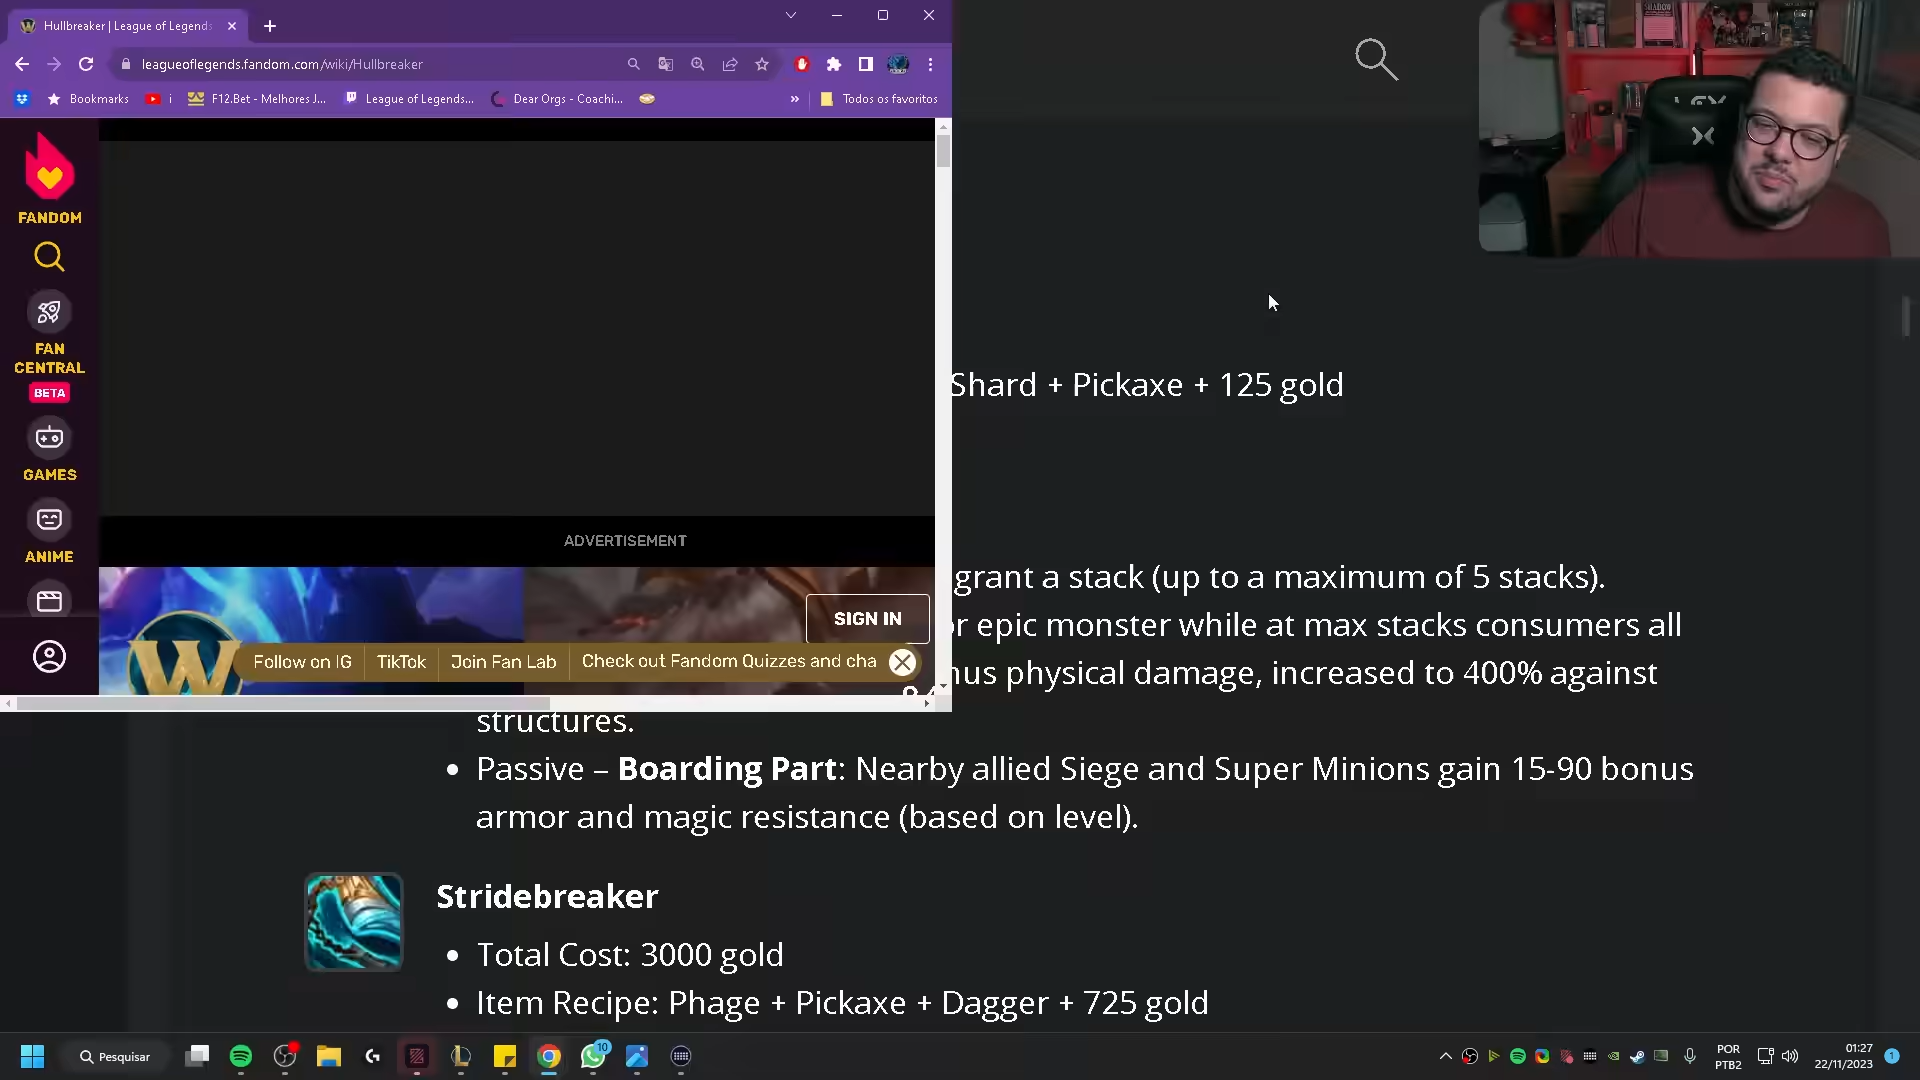 Hullbreaker | League of Legends
leagueoflegends.fandom.com/wiki/Hullbreaker
Bookmarks
i
F12.Bet - Melhores J...
League of Legends...
Dear Orgs - Coachi...
»
Todos os favoritos
FANDOM
FAN
CENTRAL
BETA
GAMES
ANIME
ADVERTISEMENT
SIGN IN
W
Follow on IG
TikTok
Join Fan Lab
Check out Fandom Quizzes and cha
Shard + Pickaxe + 125 gold
grant a stack (up to a maximum of 5 stacks).
epic monster while at max stacks consumers all
physical damage, increased to 400% against
structures.
• Passive – Boarding Part: Nearby allied Siege and Super Minions gain 15-90 bonus
armor and magic resistance (based on level).
Stridebreaker
• Total Cost: 3000 gold
• Item Recipe: Phage + Pickaxe + Dagger + 725 gold
Pesquisar
10
POR
PTB2
01:27
22/11/2023
1